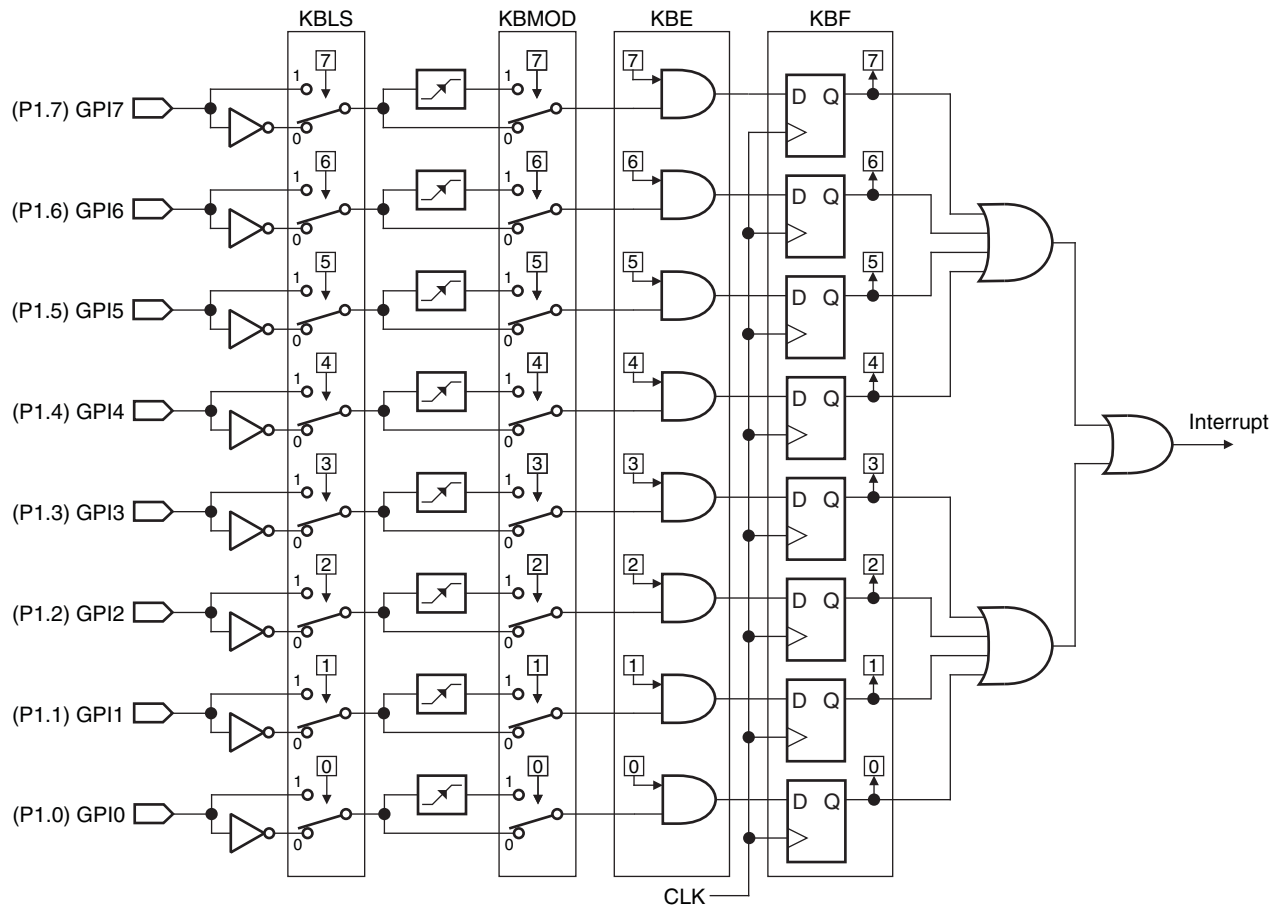 KBLS KBMOD KBE KBF
7 7 7 7
1 1
(P1.7) GPI7 D Q
0 0
6 6 6 6
1 1
(P1.6) GPI6 D Q
0 0
5 5 5 5
1 1
(P1.5) GPI5 D Q
0 0
4 4 4 4
1 1
(P1.4) GPI4 D Q
0 0
Interrupt
3 3 3 3
1 1
(P1.3) GPI3 D Q
0 0
2 2 2 2
1 1
(P1.2) GPI2 D Q
0 0
1 1 1 1
1 1
(P1.1) GPI1 D Q
0 0
0 0 0 0
1 1
(P1.0) GPI0 D Q
0 0
CLK